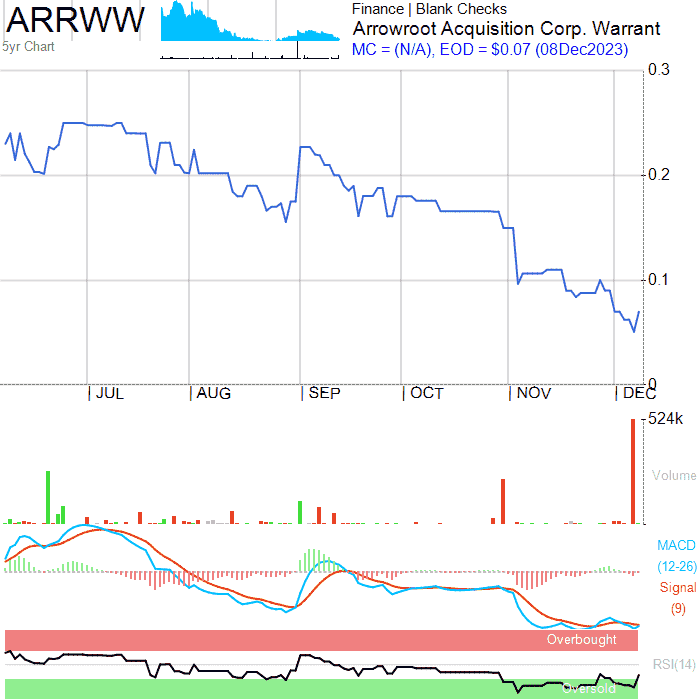 ARRWW
5yr Chart
Finance | Blank Checks
Arrowroot Acquisition Corp. Warrant
MC = (N/A), EOD = $0.07 (08Dec2023)
0.3
0.2
0.1
0
JUL AUG SEP OCT NOV DEC
524k
Volume
MACD
(12-26)
Signal
(9)
Overbought
RSI(14)
Oversold